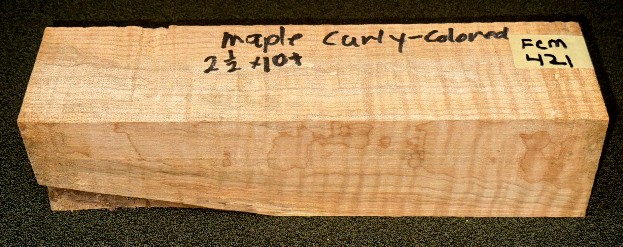 maple curly-colored
2 1/2 x10+
FCM
421